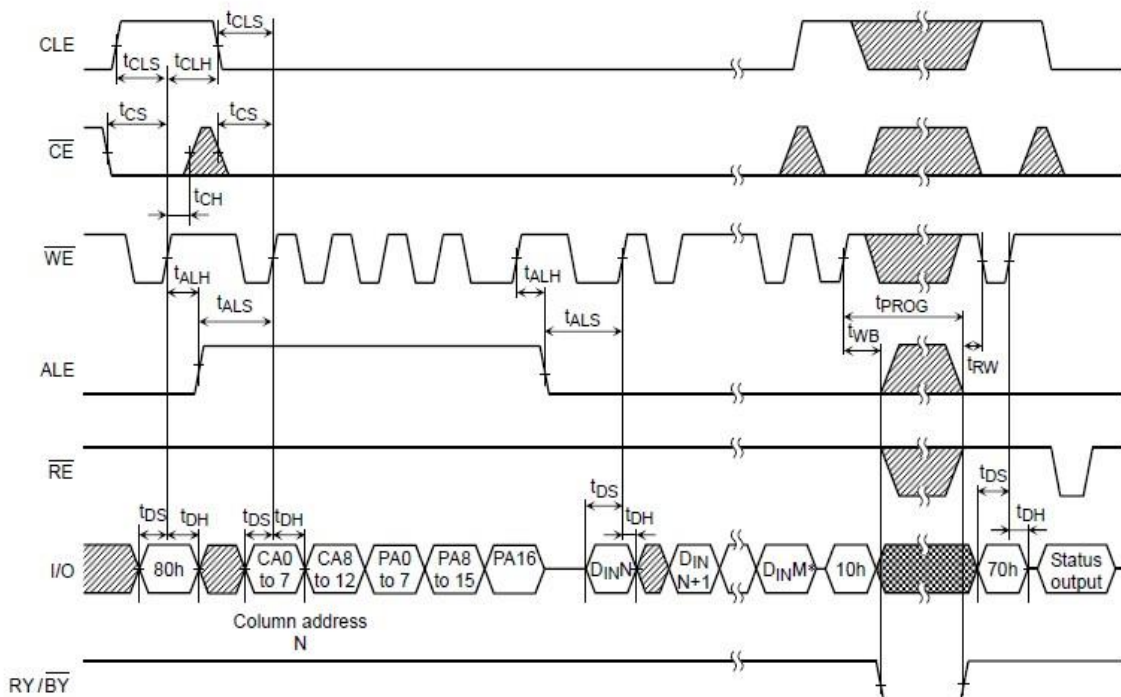 CLE
tCLS
tCLS
tCLH
CE
tCS
tCS
tCH
WE
tALH
tALS
tALH
tALS
tPROG
tWB
tRW
ALE
RE
tDS
tDH
tDS
tDH
tDS
tDH
tDS
tDH
I/O
80h
CA0 to 7
CA8 to 12
PA0 to 7
PA8 to 15
PA16
DINN
DIN N+1
DINM*
10h
70h
Status output
Column address
N
RY/BY